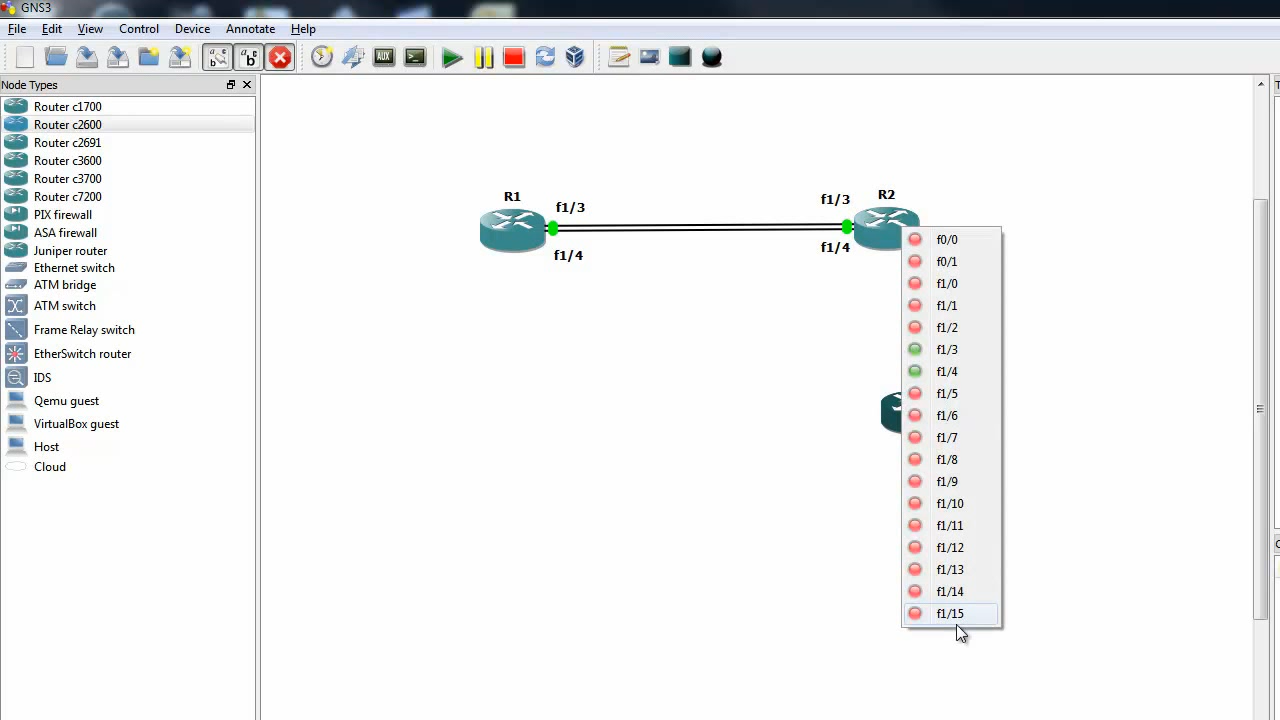 GNS3
File Edit View Control Device Annotate Help
AUX
Node Types
Router c1700
Router c2600
Router c2691
Router c3600
Router c3700
Router c7200
PIX firewall
ASA firewall
Juniper router
Ethernet switch
ATM bridge
ATM switch
Frame Relay switch
EtherSwitch router
IDS
Qemu guest
VirtualBox guest
Host
Cloud
R1
f1/3
f1/4
f1/3
R2
f1/4
f0/0
f0/1
f1/0
f1/1
f1/2
f1/3
f1/4
f1/5
f1/6
f1/7
f1/8
f1/9
f1/10
f1/11
f1/12
f1/13
f1/14
f1/15